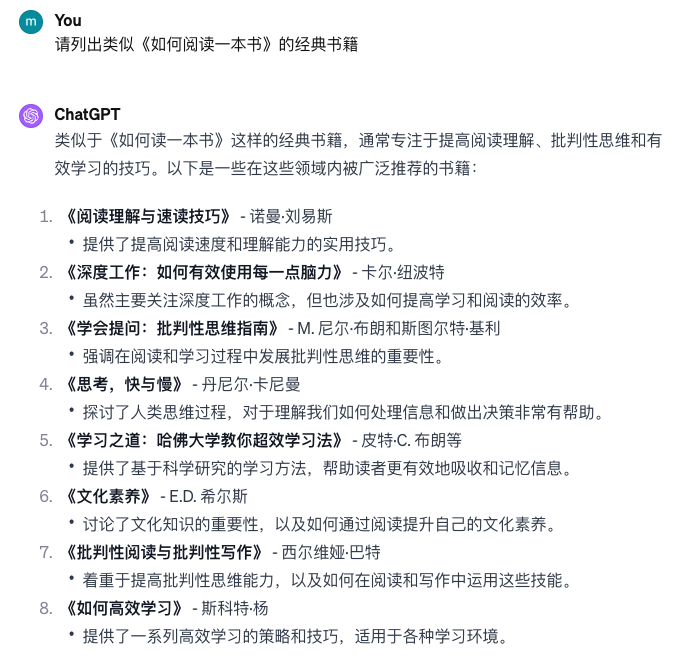 m You
请列出类似《如何阅读一本书》的经典书籍
ChatGPT
类似于《如何读一本书》这样的经典书籍，通常专注于提高阅读理解、批判性思维和有
效学习的技巧。以下是一些在这些领域内被广泛推荐的书籍：
1. 《阅读理解与速读技巧》 - 诺曼·刘易斯
• 提供了提高阅读速度和理解能力的实用技巧。
2. 《深度工作：如何有效使用每一点脑力》 - 卡尔·纽波特
• 虽然主要关注深度工作的概念，但也涉及如何提高学习和阅读的效率。
3. 《学会提问：批判性思维指南》 - M. 尼尔·布朗和斯图尔特·基利
• 强调在阅读和学习过程中发展批判性思维的重要性。
4. 《思考，快与慢》 - 丹尼尔·卡尼曼
• 探讨了人类思维过程，对于理解我们如何处理信息和做出决策非常有帮助。
5. 《学习之道：哈佛大学教你超效学习法》 - 皮特·C. 布朗等
• 提供了基于科学研究的学习方法，帮助读者更有效地吸收和记忆信息。
6. 《文化素养》 - E.D. 希尔斯
• 讨论了文化知识的重要性，以及如何通过阅读提升自己的文化素养。
7. 《批判性阅读与批判性写作》 - 西尔维娅·巴特
• 着重于提高批判性思维能力，以及如何在阅读和写作中运用这些技能。
8. 《如何高效学习》 - 斯科特·杨
• 提供了一系列高效学习的策略和技巧，适用于各种学习环境。